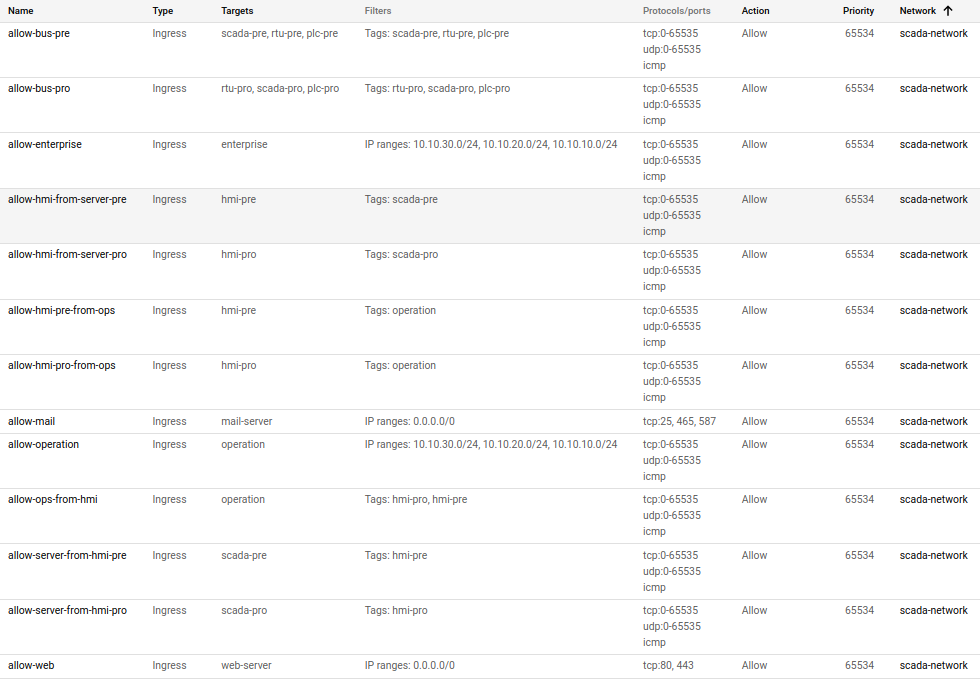 Name Type Targets Filters Protocols/ports Action Priority Network
allow-bus-pre Ingress scada-pre, rtu-pre, plc-pre Tags: scada-pre, rtu-pre, plc-pre tcp:0-65535 Allow 65534 scada-network
udp:0-65535
icmp
allow-bus-pro Ingress rtu-pro, scada-pro, plc-pro Tags: rtu-pro, scada-pro, plc-pro tcp:0-65535 Allow 65534 scada-network
udp:0-65535
icmp
allow-enterprise Ingress enterprise IP ranges: 10.10.30.0/24, 10.10.20.0/24, 10.10.10.0/24 tcp:0-65535 Allow 65534 scada-network
udp:0-65535
icmp
allow-hmi-from-server-pre Ingress hmi-pre Tags: scada-pre tcp:0-65535 Allow 65534 scada-network
udp:0-65535
icmp
allow-hmi-from-server-pro Ingress hmi-pro Tags: scada-pro tcp:0-65535 Allow 65534 scada-network
udp:0-65535
icmp
allow-hmi-pre-from-ops Ingress hmi-pre Tags: operation tcp:0-65535 Allow 65534 scada-network
udp:0-65535
icmp
allow-hmi-pro-from-ops Ingress hmi-pro Tags: operation tcp:0-65535 Allow 65534 scada-network
udp:0-65535
icmp
allow-mail Ingress mail-server IP ranges: 0.0.0.0/0 tcp:25, 465, 587 Allow 65534 scada-network
allow-operation Ingress operation IP ranges: 10.10.30.0/24, 10.10.20.0/24, 10.10.10.0/24 tcp:0-65535 Allow 65534 scada-network
udp:0-65535
icmp
allow-ops-from-hmi Ingress operation Tags: hmi-pro, hmi-pre tcp:0-65535 Allow 65534 scada-network
udp:0-65535
icmp
allow-server-from-hmi-pre Ingress scada-pre Tags: hmi-pre tcp:0-65535 Allow 65534 scada-network
udp:0-65535
icmp
allow-server-from-hmi-pro Ingress scada-pro Tags: hmi-pro tcp:0-65535 Allow 65534 scada-network
udp:0-65535
icmp
allow-web Ingress web-server IP ranges: 0.0.0.0/0 tcp:80, 443 Allow 65534 scada-network